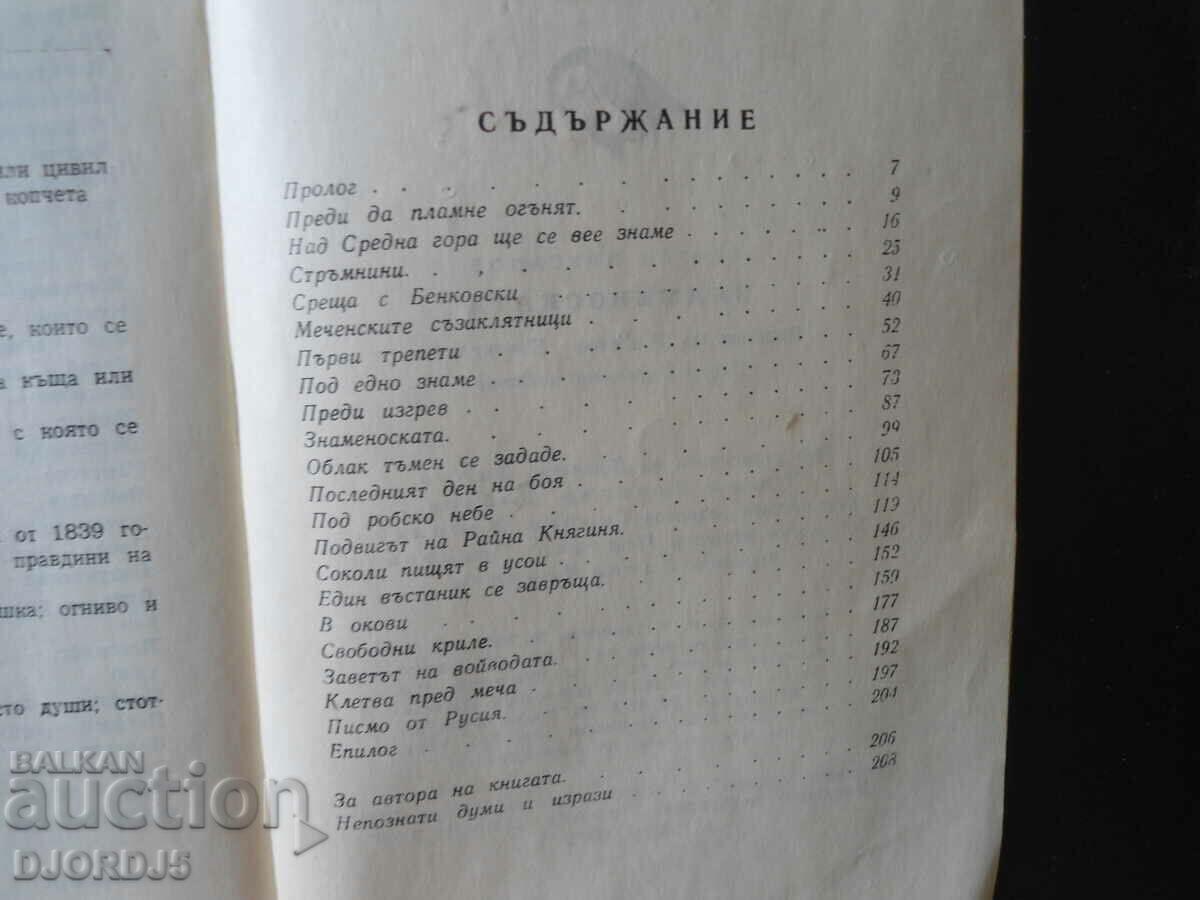 или цивил
копчета
които се
къща или
с която се
от 1839 го-
правдини на
огниво и
сто души; стот-
СЪДЪРЖАНИЕ
Пролог . . . . . . . . . . . . 7
Преди да пламне огънят. . . . . . . . 9
Над Средна гора ще се вее знаме . . . . . 16
Стръмнини. . . . . . . . . . . . 25
Среща с Бенковски . . . . . . . . . 31
Меченските съзаклятници . . . . . . . . 40
Първи трепети . . . . . . . . . . 52
Под едно знаме . . . . . . . . . . 67
Преди изгрев . . . . . . . . . . 73
Знаменоската. . . . . . . . . . . 87
Облак тъмен се зададе. . . . . . . . 99
Последният ден на боя . . . . . . . . 105
Под робско небе . . . . . . . . . 114
Подвигът на Райна Княгиня. . . . . . . 119
Соколи пищят в усои . . . . . . . . 146
Един въстаник се завръща. . . . . . . 152
В окови . . . . . . . . . . . 159
Свободни криле. . . . . . . . . . 177
Заветът на войводата. . . . . . . . 187
Клетва пред меча . . . . . . . . . 192
Писмо от Русия. . . . . . . . . . 197
Епилог . . . . . . . . . . . 204
За автора на книгата. . . . . . . . 206
Непознати думи и изрази . . . . . . . 208
BALKAN
auction
DJORDJ5